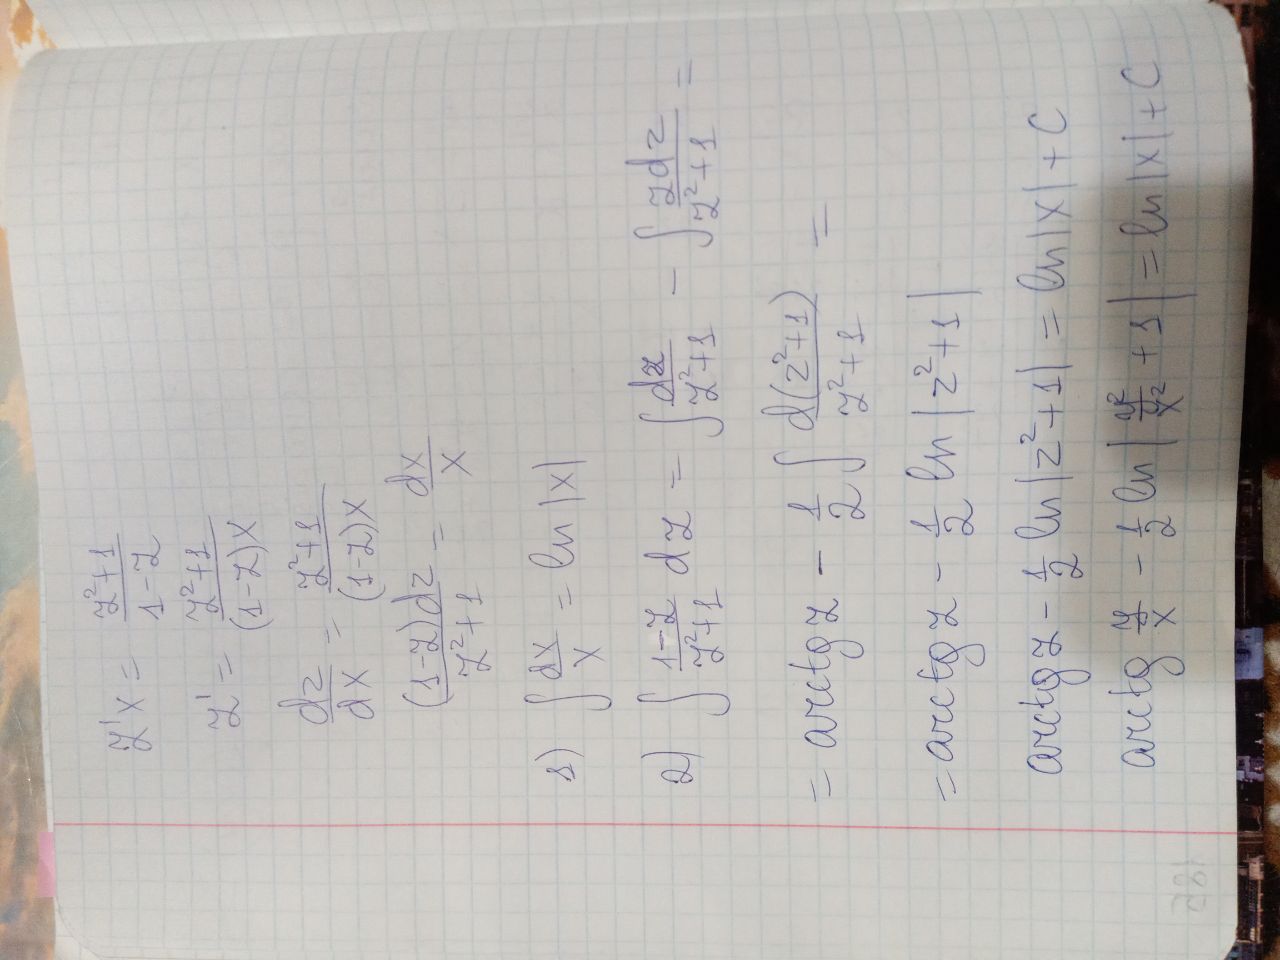 z'x = \frac{z^2+1}{1-z}
z' = \frac{z^2+1}{(1-z)x}
\frac{dz}{dx} = \frac{z^2+1}{(1-z)x}
\frac{(1-z)dz}{z^2+1} = \frac{dx}{x}
1) \int \frac{dx}{x} = ln|x|
2) \int \frac{1-z}{z^2+1} dz = \int \frac{dz}{z^2+1} - \int \frac{zdz}{z^2+1} =
= arctg z - \frac{1}{2} \int \frac{d(z^2+1)}{z^2+1} =
= arctg z - \frac{1}{2} ln|z^2+1|
arctg z - \frac{1}{2} ln|z^2+1| = ln|x| + C
arctg \frac{y}{x} - \frac{1}{2} ln|\frac{y^2}{x^2} + 1| = ln|x| + C